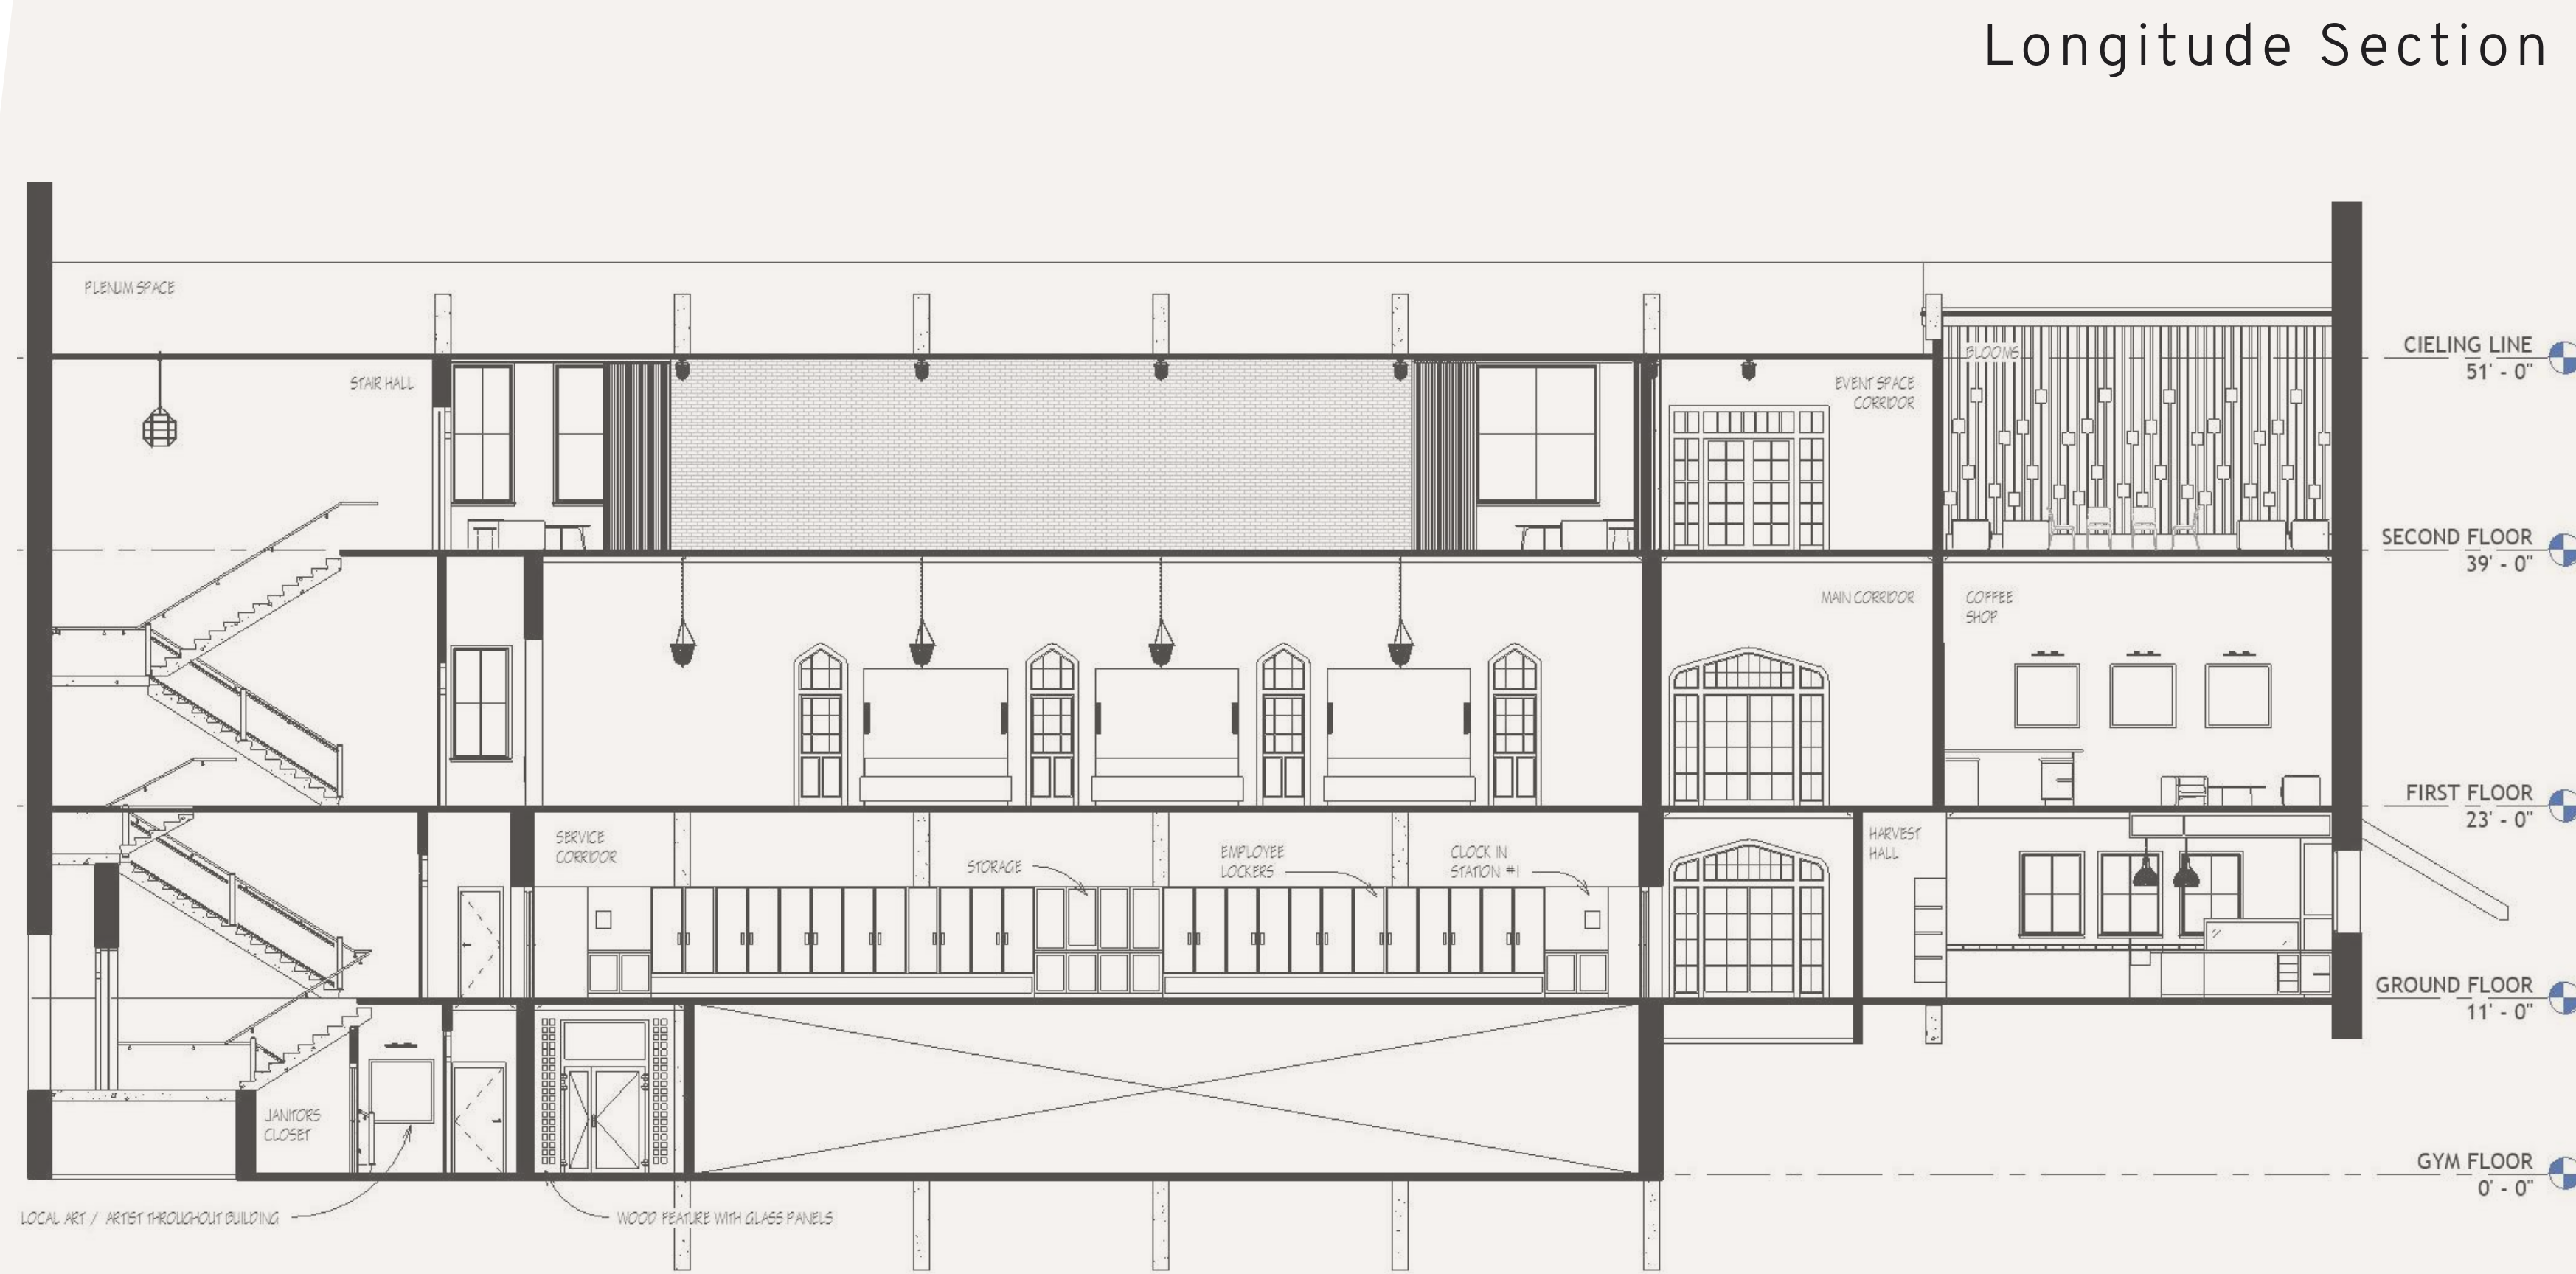 Longitude Section
PLENUM SPACE
STAIR HALL
EVENT SPACE
CORRIDOR
BLOOMS
CIELING LINE
51' - 0"
SECOND FLOOR
39' - 0"
MAIN CORRIDOR
COFFEE
SHOP
FIRST FLOOR
23' - 0"
SERVICE
CORRIDOR
STORAGE
EMPLOYEE
LOCKERS
CLOCK IN
STATION #1
HARVEST
HALL
GROUND FLOOR
11' - 0"
JANITORS
CLOSET
GYM FLOOR
0' - 0"
LOCAL ART / ARTIST THROUGHOUT BUILDING
WOOD FEATURE WITH GLASS PANELS